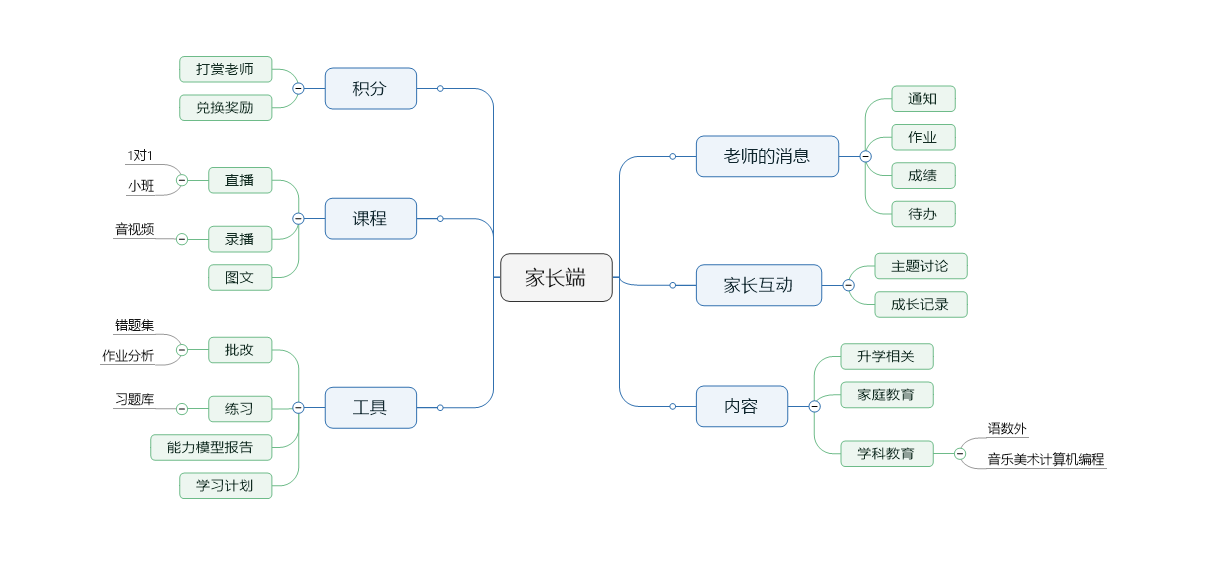 家长端
积分
打赏老师
兑换奖励
课程
直播
1对1
小班
录播
音视频
图文
工具
批改
错题集
作业分析
练习
习题库
能力模型报告
学习计划
老师的消息
通知
作业
成绩
待办
家长互动
主题讨论
成长记录
内容
升学相关
家庭教育
学科教育
语数外
音乐美术计算机编程